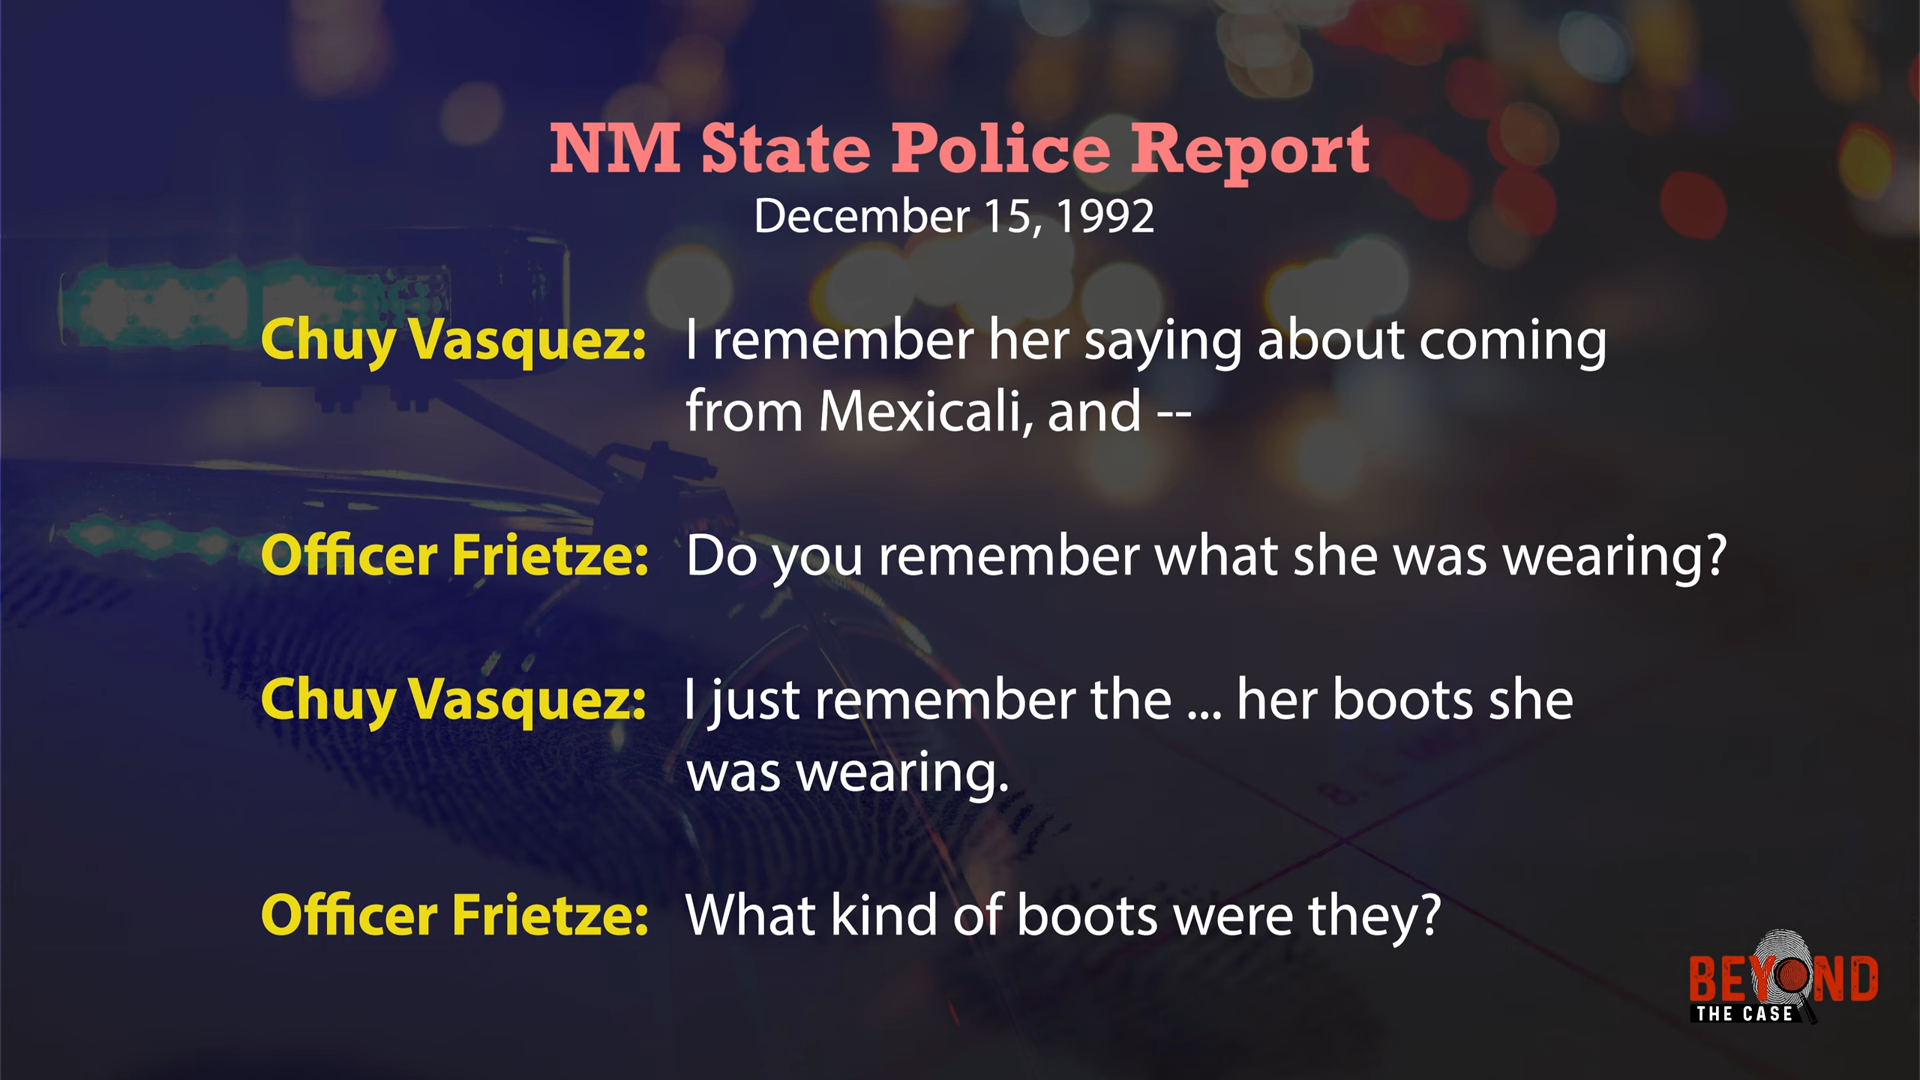 NM State Police Report
December 15, 1992
Chuy Vasquez: I remember her saying about coming
from Mexicali, and --
Officer Frietze: Do you remember what she was wearing?
Chuy Vasquez: I just remember the ... her boots she
was wearing.
Officer Frietze: What kind of boots were they?
BEYOND
THE CASE